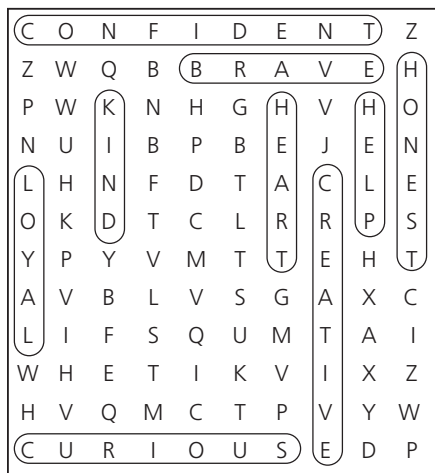 C O N F I D E N T Z
Z W Q B B R A V E H
P W K N H G H V H O
N U I B P B E J E N
L H N F D T A C L E
O K D T C L R R P S
Y P Y V M T T E H T
A V B L V S G A X C
L I F S Q U M T A I
W H E T I K V I X Z
H V Q M C T P V Y W
C U R I O U S E D P